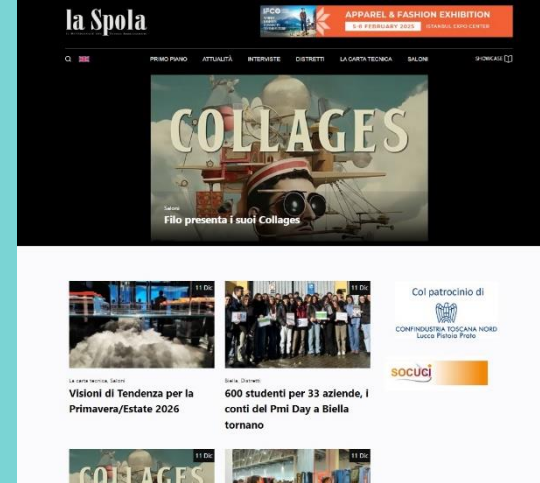 la Spola
IFCO
APPAREL & FASHION EXHIBITION
5-8 FEBRUARY 2025 ISTANBUL EXPO CENTER
PRIMO PIANO ATTUALITÀ INTERVISTE DISTRETTI LA CARTA TECNICA SALONI SHOWCASE
COLLAGES
Saloni
Filo presenta i suoi Collages
11 Dic
11 Dic
Col patrocinio di
CONFINDUSTRIA TOSCANA NORD
Lucca Pistoia Prato
SOCUCI
La carta tecnica, Saloni
Visioni di Tendenza per la
Primavera/Estate 2026
Biella, Distretti
600 studenti per 33 aziende, i
conti del Pmi Day a Biella
tornano
11 Dic
11 Dic
COLLAGES